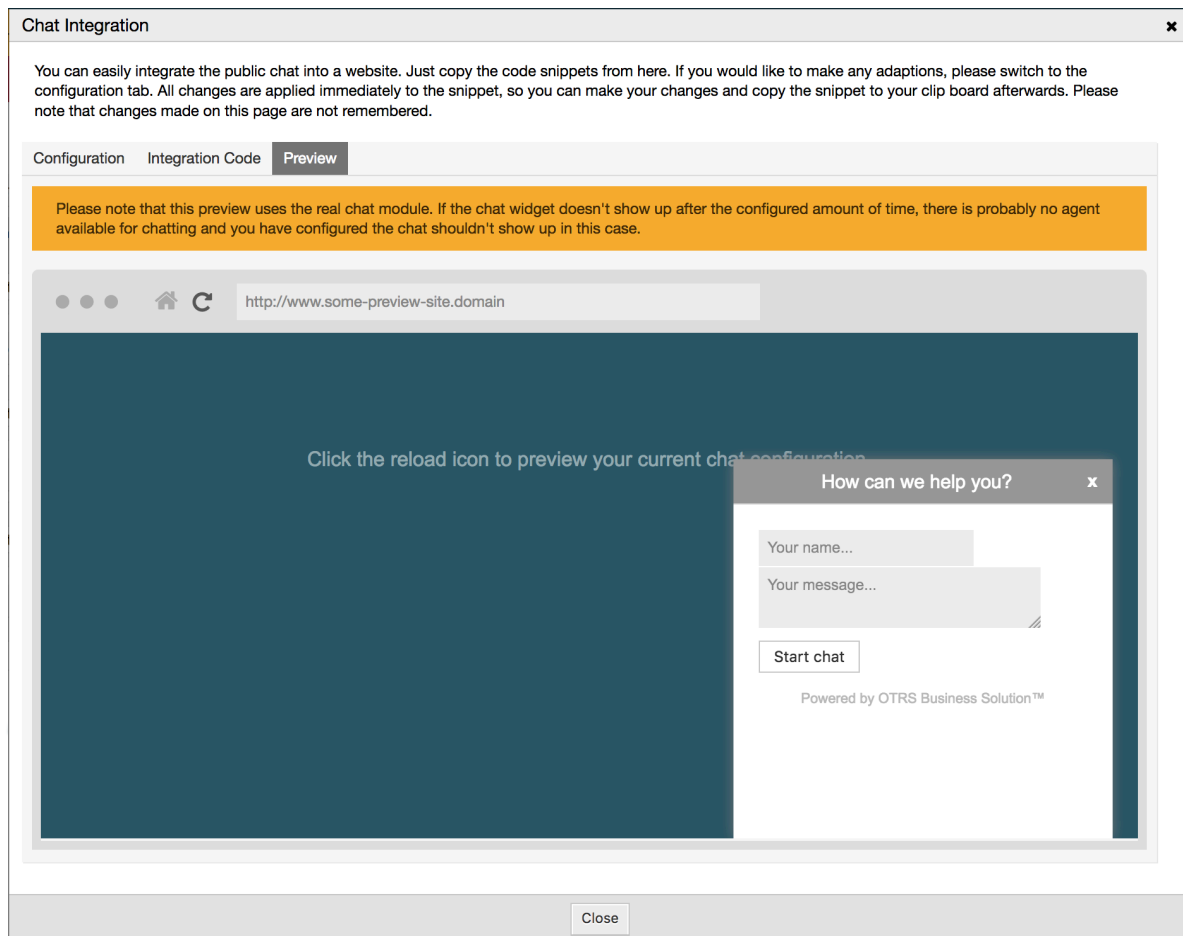 Chat Integration
You can easily integrate the public chat into a website. Just copy the code snippets from here. If you would like to make any adaptions, please switch to the
configuration tab. All changes are applied immediately to the snippet, so you can make your changes and copy the snippet to your clip board afterwards. Please
note that changes made on this page are not remembered.
Configuration Integration Code Preview
Please note that this preview uses the real chat module. If the chat widget doesn't show up after the configured amount of time, there is probably no agent
available for chatting and you have configured the chat shouldn't show up in this case.
http://www.some-preview-site.domain
Click the reload icon to preview your current chat configuration
How can we help you? x
Your name...
Your message...
Start chat
Powered by OTRS Business Solution™
Close